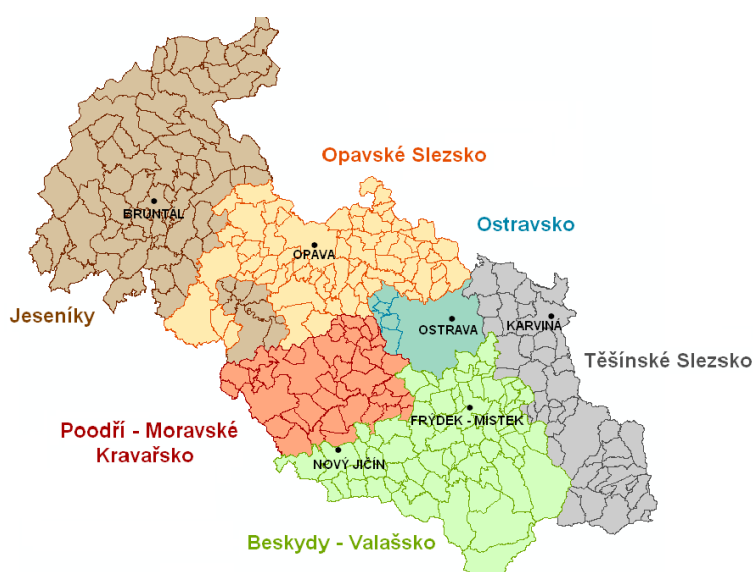 Opavské Slezsko
BRUNTÁL
Ostravsko
OPAVA
Jeseníky
OSTRAVA
KARVINÁ
Těšínské Slezsko
Poodří - Moravské
Kravařsko
FRÝDEK - MÍSTEK
NOVÝ JIČÍN
Beskydy - Valašsko